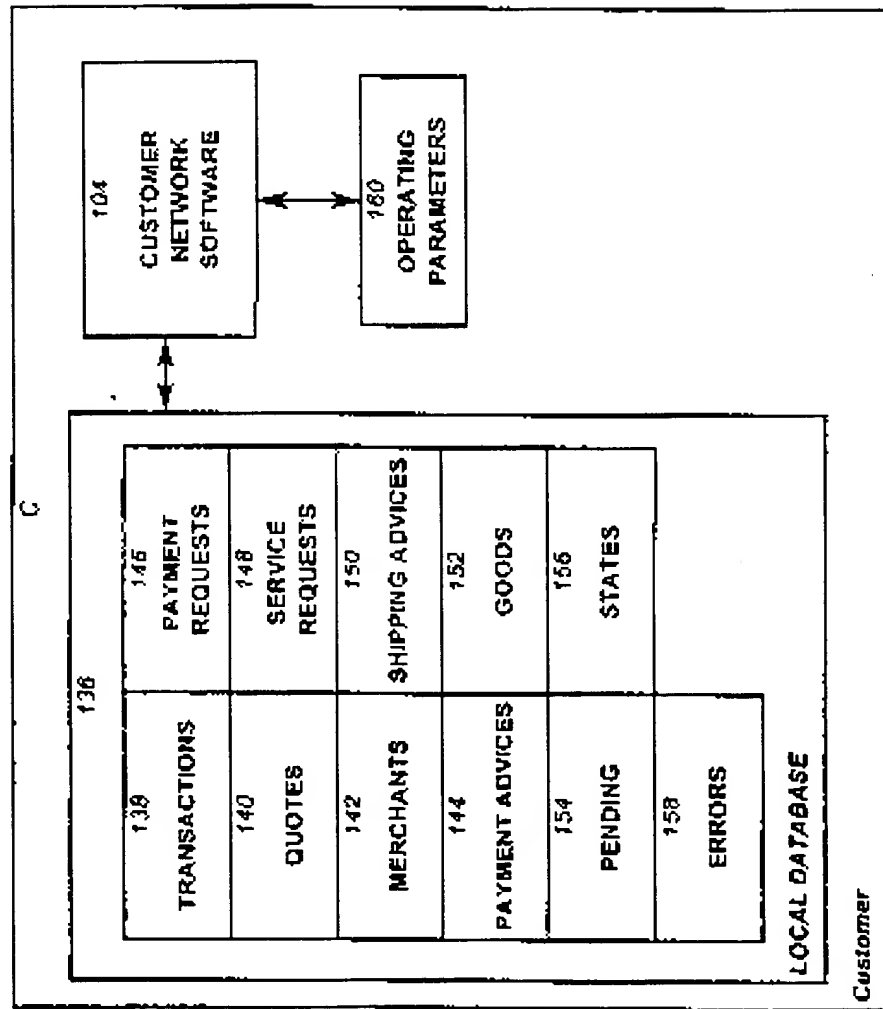 C
136
138
TRANSACTIONS
140
QUOTES
142
MERCHANTS
144
PAYMENT ADVICES
154
PENDING
158
ERRORS
146
PAYMENT
REQUESTS
148
SERVICE
REQUESTS
150
SHIPPING ADVICES
152
GOODS
156
STATES
LOCAL DATABASE
104
CUSTOMER
NETWORK
SOFTWARE
160
OPERATING
PARAMETERS
Customer